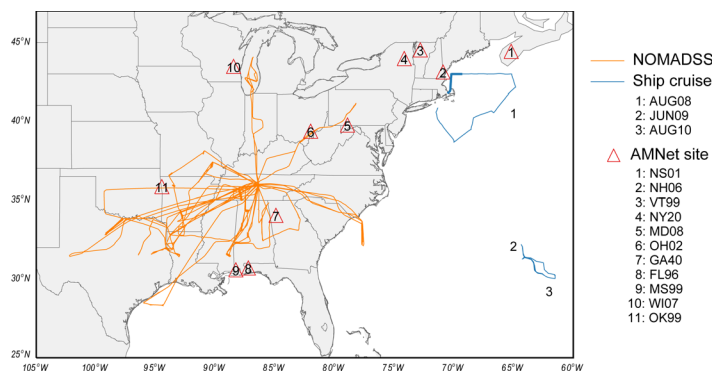 45°N
40°N
35°N
30°N
25°N
105°W 100°W 95°W 90°W 85°W 80°W 75°W 70°W 65°W 60°W
10
4
3
2
1
1
6
5
11
7
9
8
2
3
NOMADSS
Ship cruise
1: AUG08
2: JUN09
3: AUG10
AMNet site
1: NS01
2: NH06
3: VT99
4: NY20
5: MD08
6: OH02
7: GA40
8: FL96
9: MS99
10: WI07
11: OK99